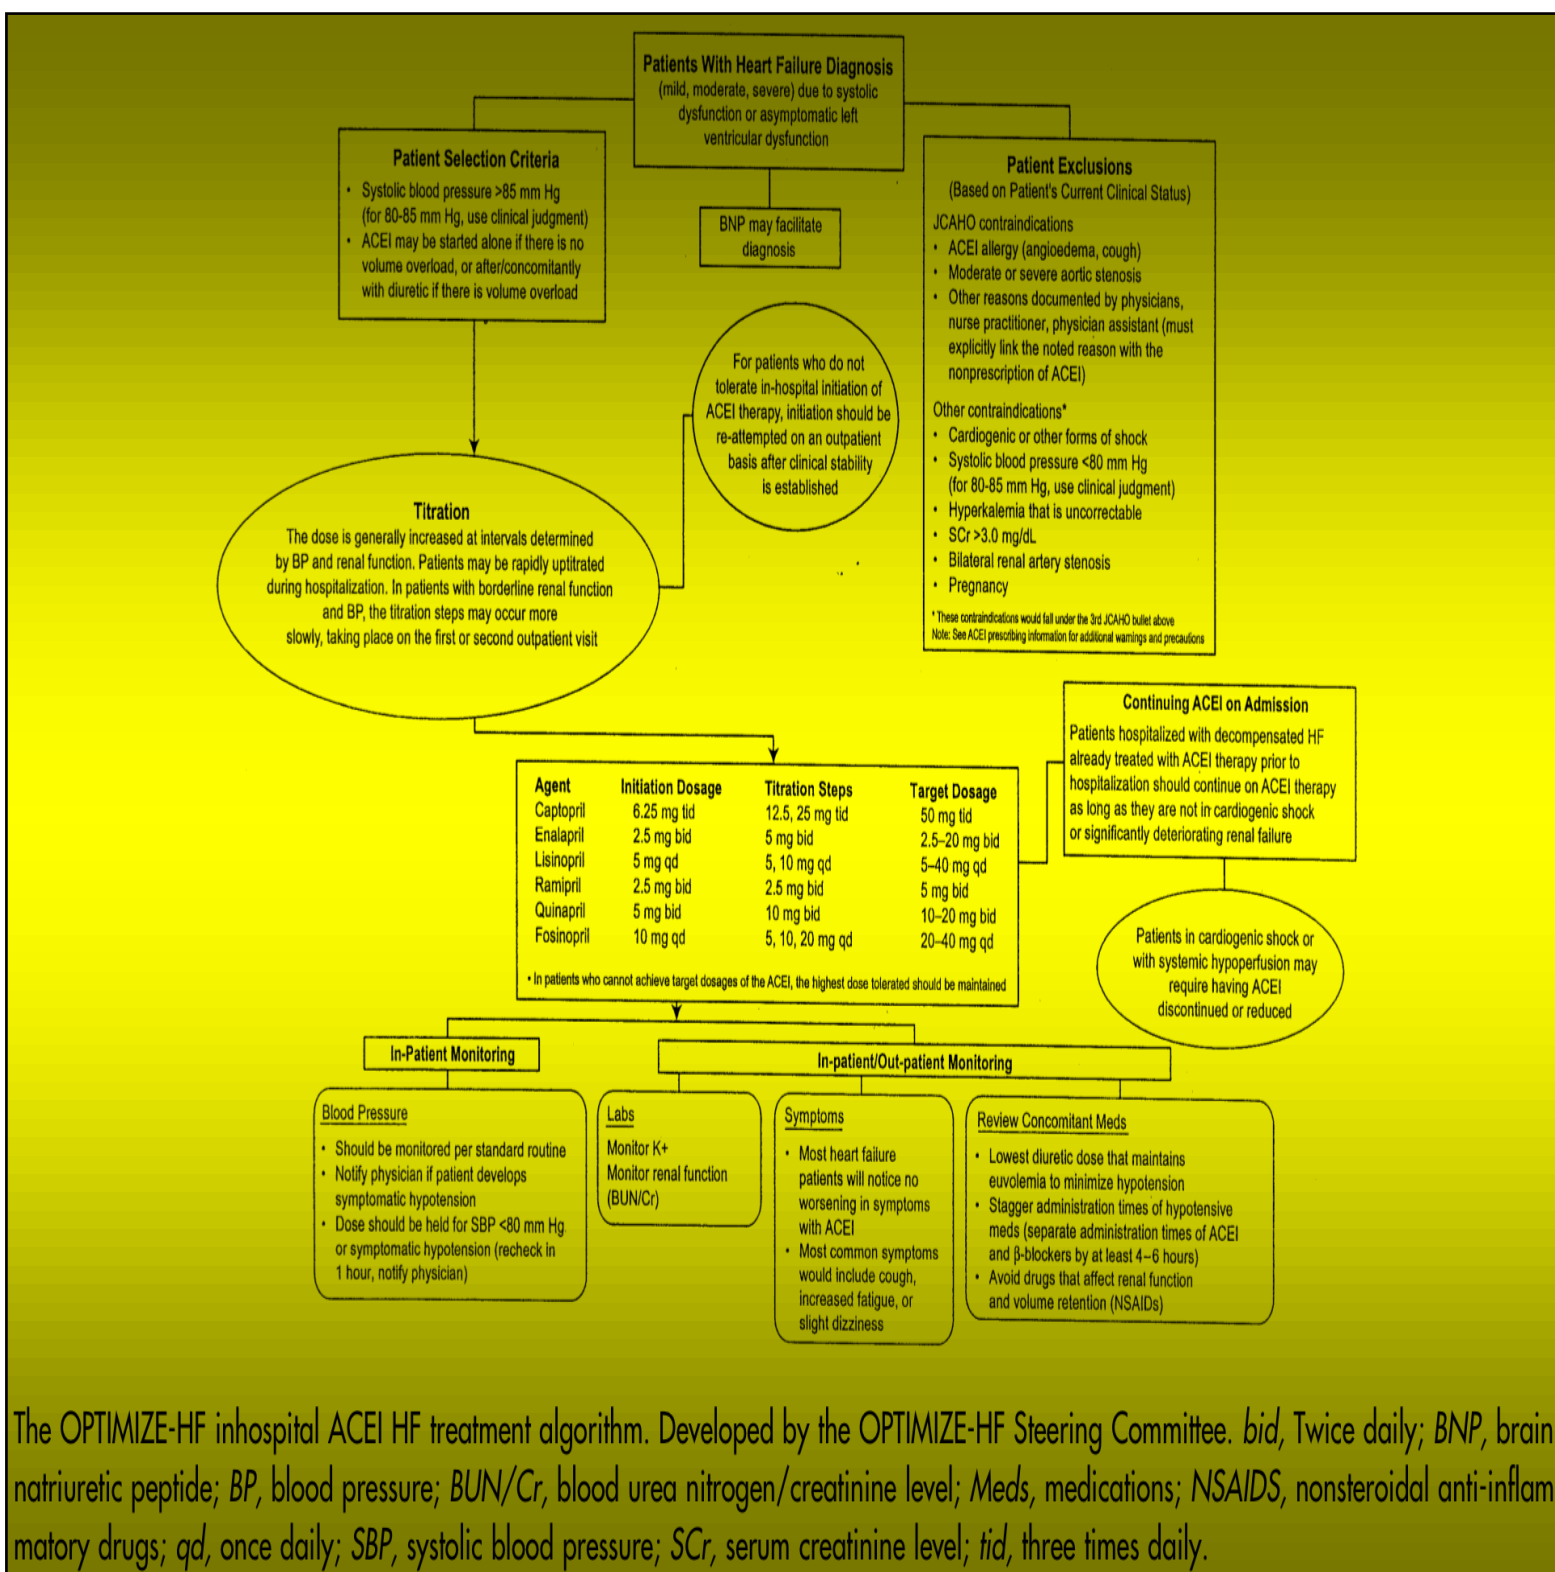 Patients With Heart Failure Diagnosis
(mild, moderate, severe) due to systolic
dysfunction or asymptomatic left
ventricular dysfunction
Patient Selection Criteria
• Systolic blood pressure >85 mm Hg
(for 80-85 mm Hg, use clinical judgment)
• ACEI may be started alone if there is no
volume overload, or after/concomitantly
with diuretic if there is volume overload
BNP may facilitate
diagnosis
Patient Exclusions
(Based on Patient's Current Clinical Status)
JCAHO contraindications
• ACEI allergy (angioedema, cough)
• Moderate or severe aortic stenosis
• Other reasons documented by physicians,
nurse practitioner, physician assistant (must
explicitly link the noted reason with the
nonprescription of ACEI)
Other contraindications*
• Cardiogenic or other forms of shock
• Systolic blood pressure <80 mm Hg
(for 80-85 mm Hg, use clinical judgment)
• Hyperkalemia that is uncorrectable
• SCr >3.0 mg/dL
• Bilateral renal artery stenosis
• Pregnancy
* These contraindications would fall under the 3rd JCAHO bullet above
Note: See ACEI prescribing information for additional warnings and precautions
For patients who do not
tolerate in-hospital initiation of
ACEI therapy, initiation should be
re-attempted on an outpatient
basis after clinical stability
is established
Titration
The dose is generally increased at intervals determined
by BP and renal function. Patients may be rapidly uptitrated
during hospitalization. In patients with borderline renal function
and BP, the titration steps may occur more
slowly, taking place on the first or second outpatient visit
Continuing ACEI on Admission
Patients hospitalized with decompensated HF
already treated with ACEI therapy prior to
hospitalization should continue on ACEI therapy
as long as they are not in cardiogenic shock
or significantly deteriorating renal failure
Agent Initiation Dosage Titration Steps Target Dosage
Captopril 6.25 mg tid 12.5, 25 mg tid 50 mg tid
Enalapril 2.5 mg bid 5 mg bid 2.5–20 mg bid
Lisinopril 5 mg qd 5, 10 mg qd 5–40 mg qd
Ramipril 2.5 mg bid 2.5 mg bid 5 mg bid
Quinapril 5 mg bid 10 mg bid 10–20 mg bid
Fosinopril 10 mg qd 5, 10, 20 mg qd 20–40 mg qd
• In patients who cannot achieve target dosages of the ACEI, the highest dose tolerated should be maintained
Patients in cardiogenic shock or
with systemic hypoperfusion may
require having ACEI
discontinued or reduced
In-Patient Monitoring
In-patient/Out-patient Monitoring
Blood Pressure
• Should be monitored per standard routine
• Notify physician if patient develops
symptomatic hypotension
• Dose should be held for SBP <80 mm Hg
or symptomatic hypotension (recheck in
1 hour, notify physician)
Labs
Monitor K+
Monitor renal function
(BUN/Cr)
Symptoms
• Most heart failure
patients will notice no
worsening in symptoms
with ACEI
• Most common symptoms
would include cough,
increased fatigue, or
slight dizziness
Review Concomitant Meds
• Lowest diuretic dose that maintains
euvolemia to minimize hypotension
• Stagger administration times of hypotensive
meds (separate administration times of ACEI
and β-blockers by at least 4–6 hours)
• Avoid drugs that affect renal function
and volume retention (NSAIDs)
The OPTIMIZE-HF inhospital ACEI HF treatment algorithm. Developed by the OPTIMIZE-HF Steering Committee. bid, Twice daily; BNP, brain
natriuretic peptide; BP, blood pressure; BUN/Cr, blood urea nitrogen/creatinine level; Meds, medications; NSAIDS, nonsteroidal anti-inflam
matory drugs; qd, once daily; SBP, systolic blood pressure; SCr, serum creatinine level; tid, three times daily.